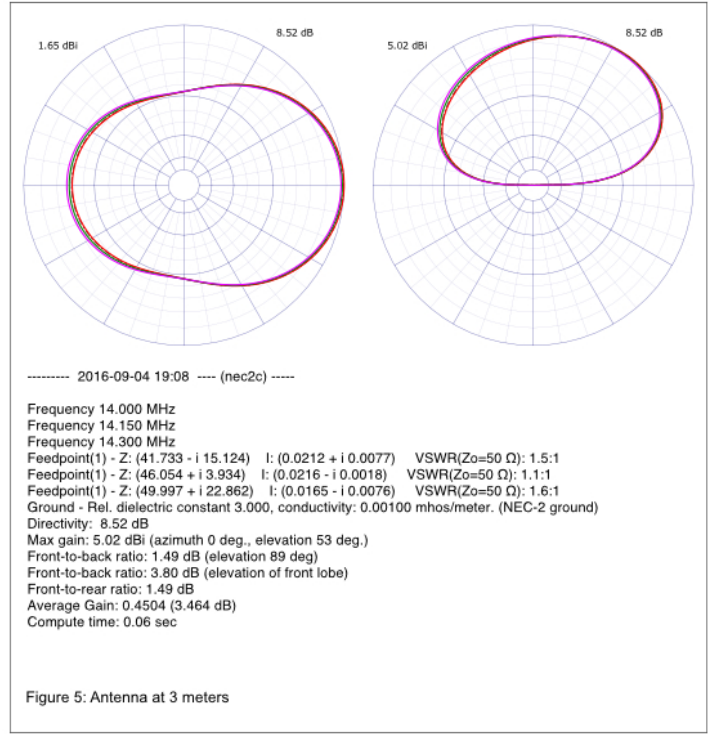 1.65 dBi
8.52 dB
5.02 dBi
8.52 dB
--------- 2016-09-04 19:08 ---- (nec2c) -----
Frequency 14.000 MHz
Frequency 14.150 MHz
Frequency 14.300 MHz
Feedpoint(1) - Z: (41.733 - i 15.124) I: (0.0212 + i 0.0077) VSWR(Zo=50 Ω): 1.5:1
Feedpoint(1) - Z: (46.054 + i 3.934) I: (0.0216 - i 0.0018) VSWR(Zo=50 Ω): 1.1:1
Feedpoint(1) - Z: (49.997 + i 22.862) I: (0.0165 - i 0.0076) VSWR(Zo=50 Ω): 1.6:1
Ground - Rel. dielectric constant 3.000, conductivity: 0.00100 mhos/meter. (NEC-2 ground)
Directivity: 8.52 dB
Max gain: 5.02 dBi (azimuth 0 deg., elevation 53 deg.)
Front-to-back ratio: 1.49 dB (elevation 89 deg)
Front-to-back ratio: 3.80 dB (elevation of front lobe)
Front-to-rear ratio: 1.49 dB
Average Gain: 0.4504 (3.464 dB)
Compute time: 0.06 sec
Figure 5: Antenna at 3 meters